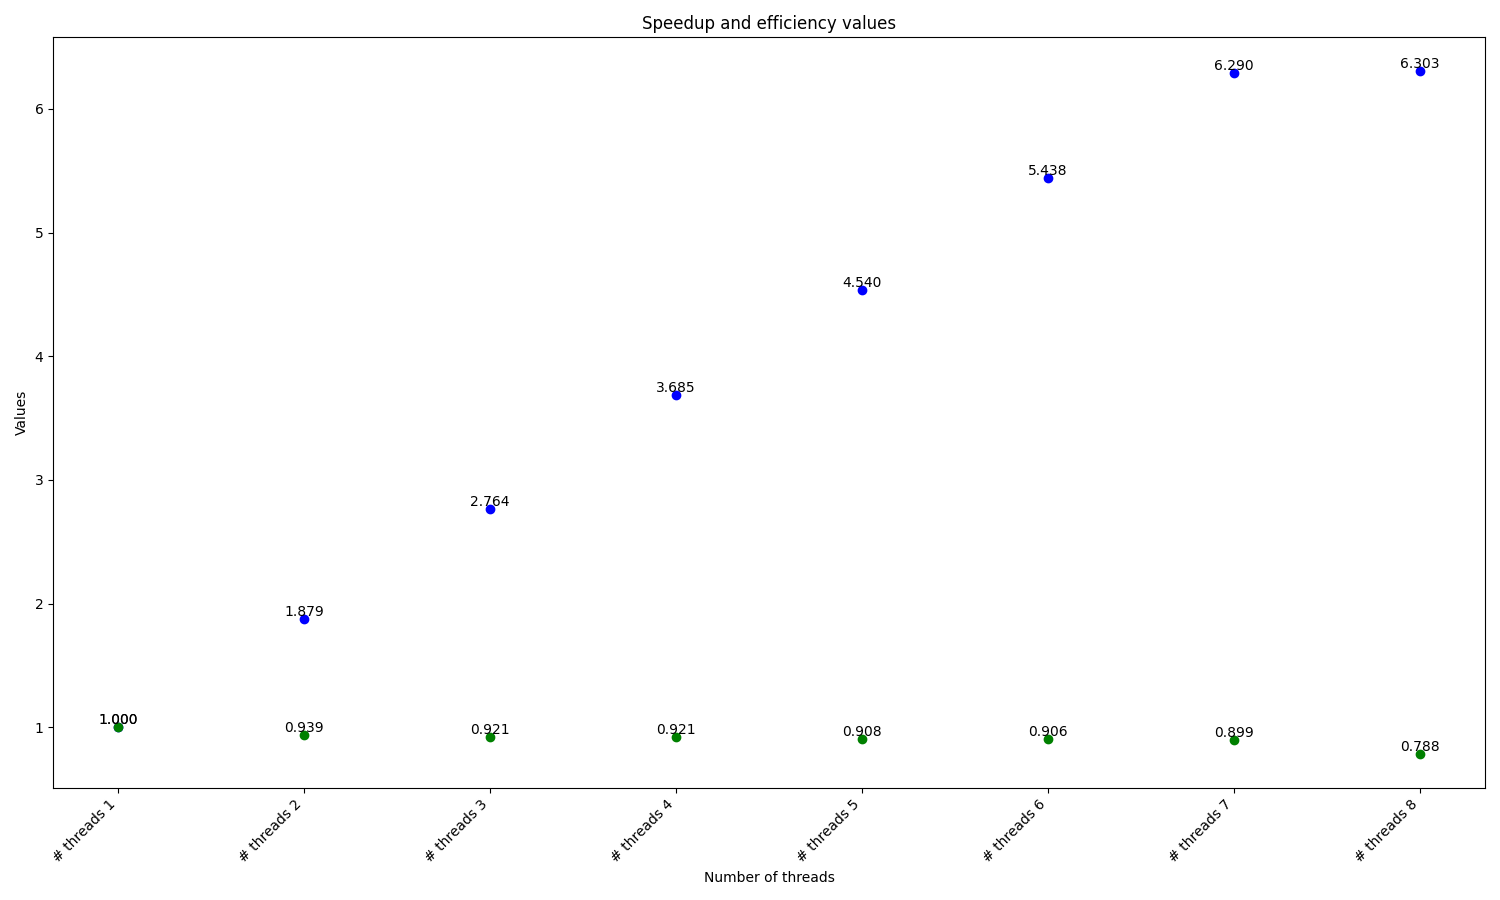 Speedup and efficiency values
Values
6
5
4
3
2
1
6.290
6.303
5.438
4.540
3.685
2.764
1.879
1.000
1.000
0.939
0.921
0.921
0.908
0.906
0.899
0.788
# threads 1
# threads 2
# threads 3
# threads 4
# threads 5
# threads 6
# threads 7
# threads 8
Number of threads